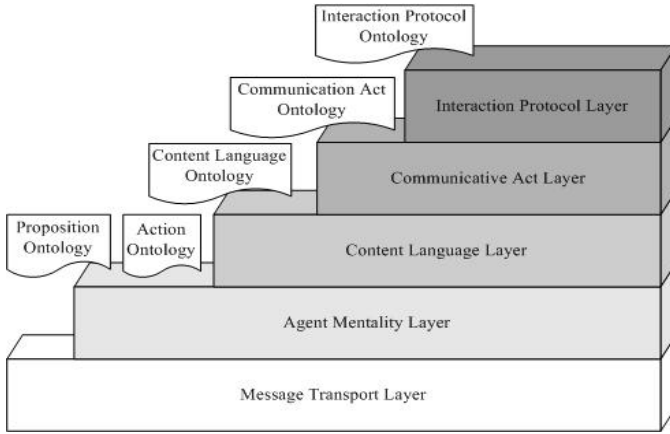 Interaction Protocol
Ontology
Communication Act
Ontology
Interaction Protocol Layer
Content Language
Ontology
Communicative Act Layer
Proposition
Ontology
Action
Ontology
Content Language Layer
Agent Mentality Layer
Message Transport Layer